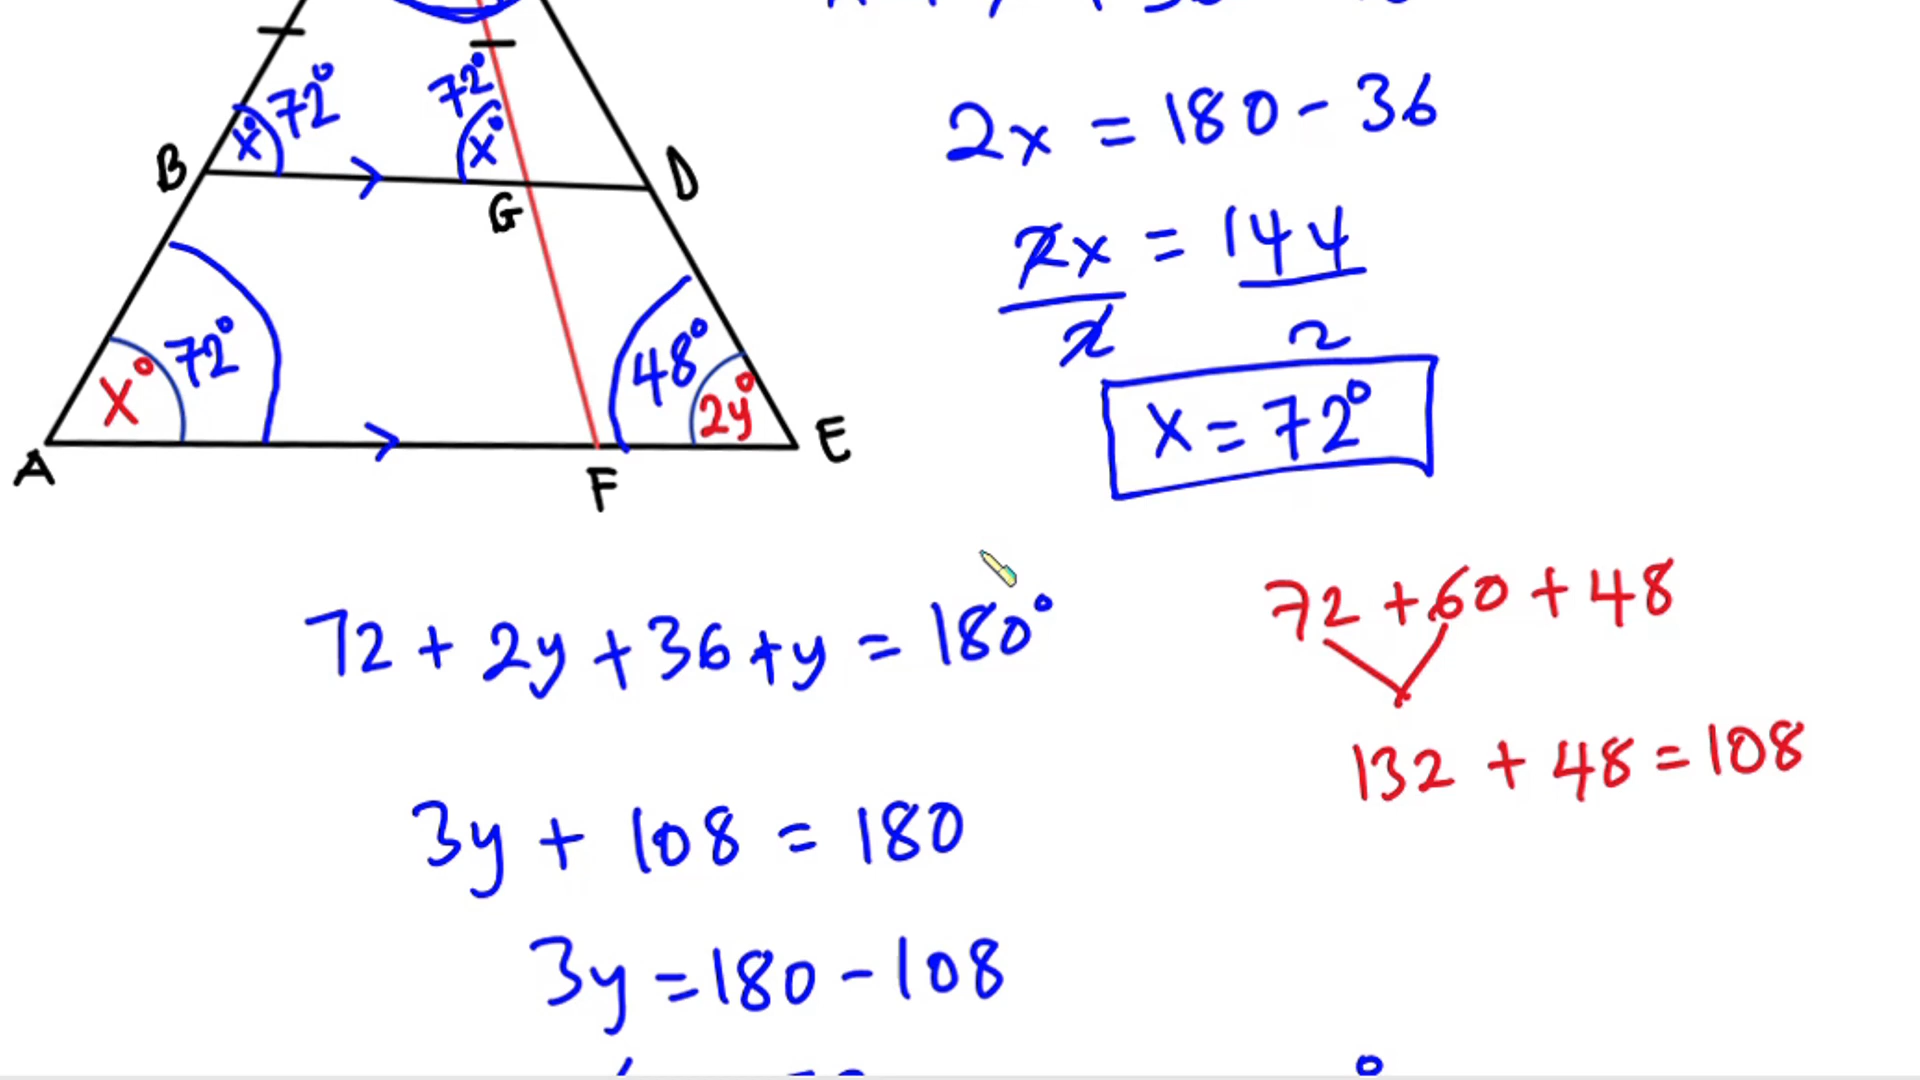 72°
72°
x°
x°
B
D
G
x°
72°
48°
2y°
A
F
E
2x = 180 - 36
2x = 144
2
2
x = 72°
72 + 2y + 36 + y = 180°
3y + 108 = 180
3y = 180 - 108
72 + 60 + 48
132 + 48 = 108